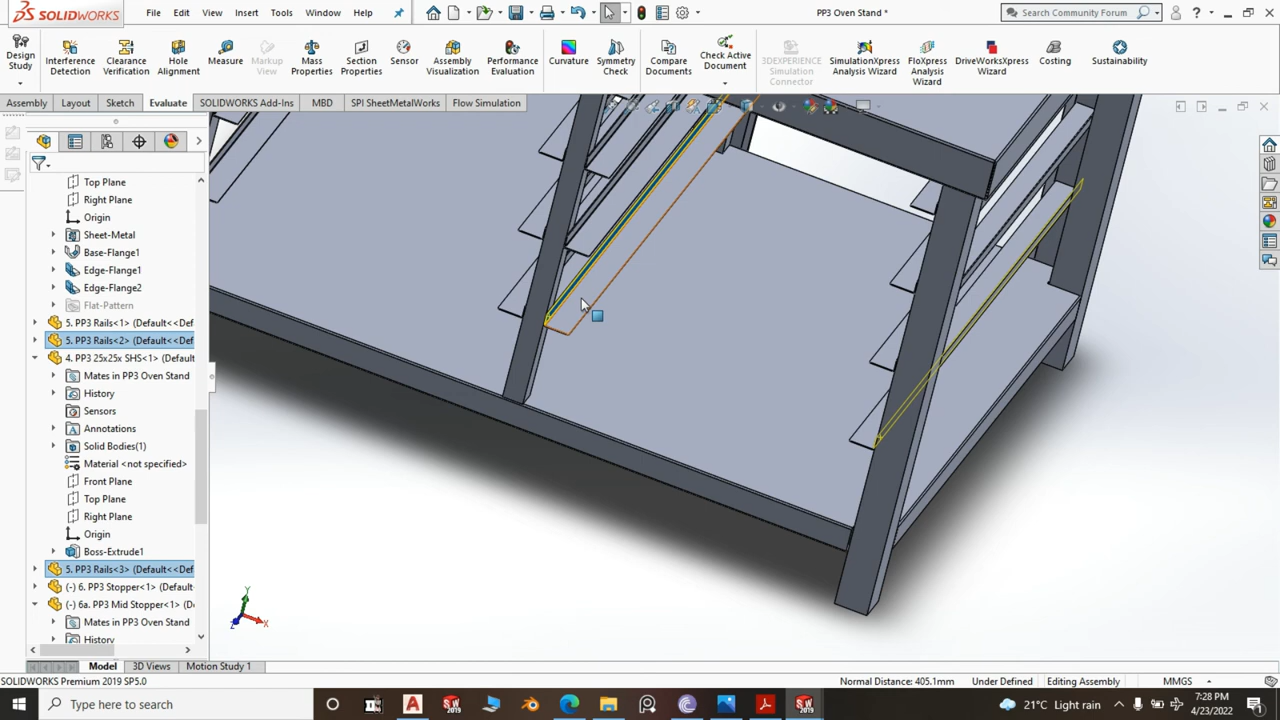 SOLIDWORKS File Edit View Insert Tools Window Help PP3 Oven Stand * Search Community Forum
Design Study
Interference Detection
Clearance Verification
Hole Alignment
Measure
Markup View
Mass Properties
Section Properties
Sensor
Assembly Visualization
Performance Evaluation
Curvature
Symmetry Check
Compare Documents
Check Active Document
3DEXPERIENCE Simulation Connector
SimulationXpress Analysis Wizard
FloXpress Analysis Wizard
DriveWorksXpress Wizard
Costing
Sustainability
Assembly Layout Sketch Evaluate SOLIDWORKS Add-Ins MBD SPI SheetMetalWorks Flow Simulation
Top Plane
Right Plane
Origin
Sheet-Metal
Base-Flange1
Edge-Flange1
Edge-Flange2
Flat-Pattern
5. PP3 Rails<1> (Default<<Def
5. PP3 Rails<2> (Default<<Def
4. PP3 25x25x SHS<1> (Default
Mates in PP3 Oven Stand
History
Sensors
Annotations
Solid Bodies(1)
Material <not specified>
Front Plane
Top Plane
Right Plane
Origin
Boss-Extrude1
5. PP3 Rails<3> (Default<<Def
(-) 6. PP3 Stopper<1> (Default
(-) 6a. PP3 Mid Stopper<1> (De
Mates in PP3 Oven Stand
History
Y
X
Z
Model 3D Views Motion Study 1
SOLIDWORKS Premium 2019 SP5.0 Normal Distance: 405.1mm Under Defined Editing Assembly MMGS
Type here to search 21°C Light rain 7:28 PM
4/23/2022